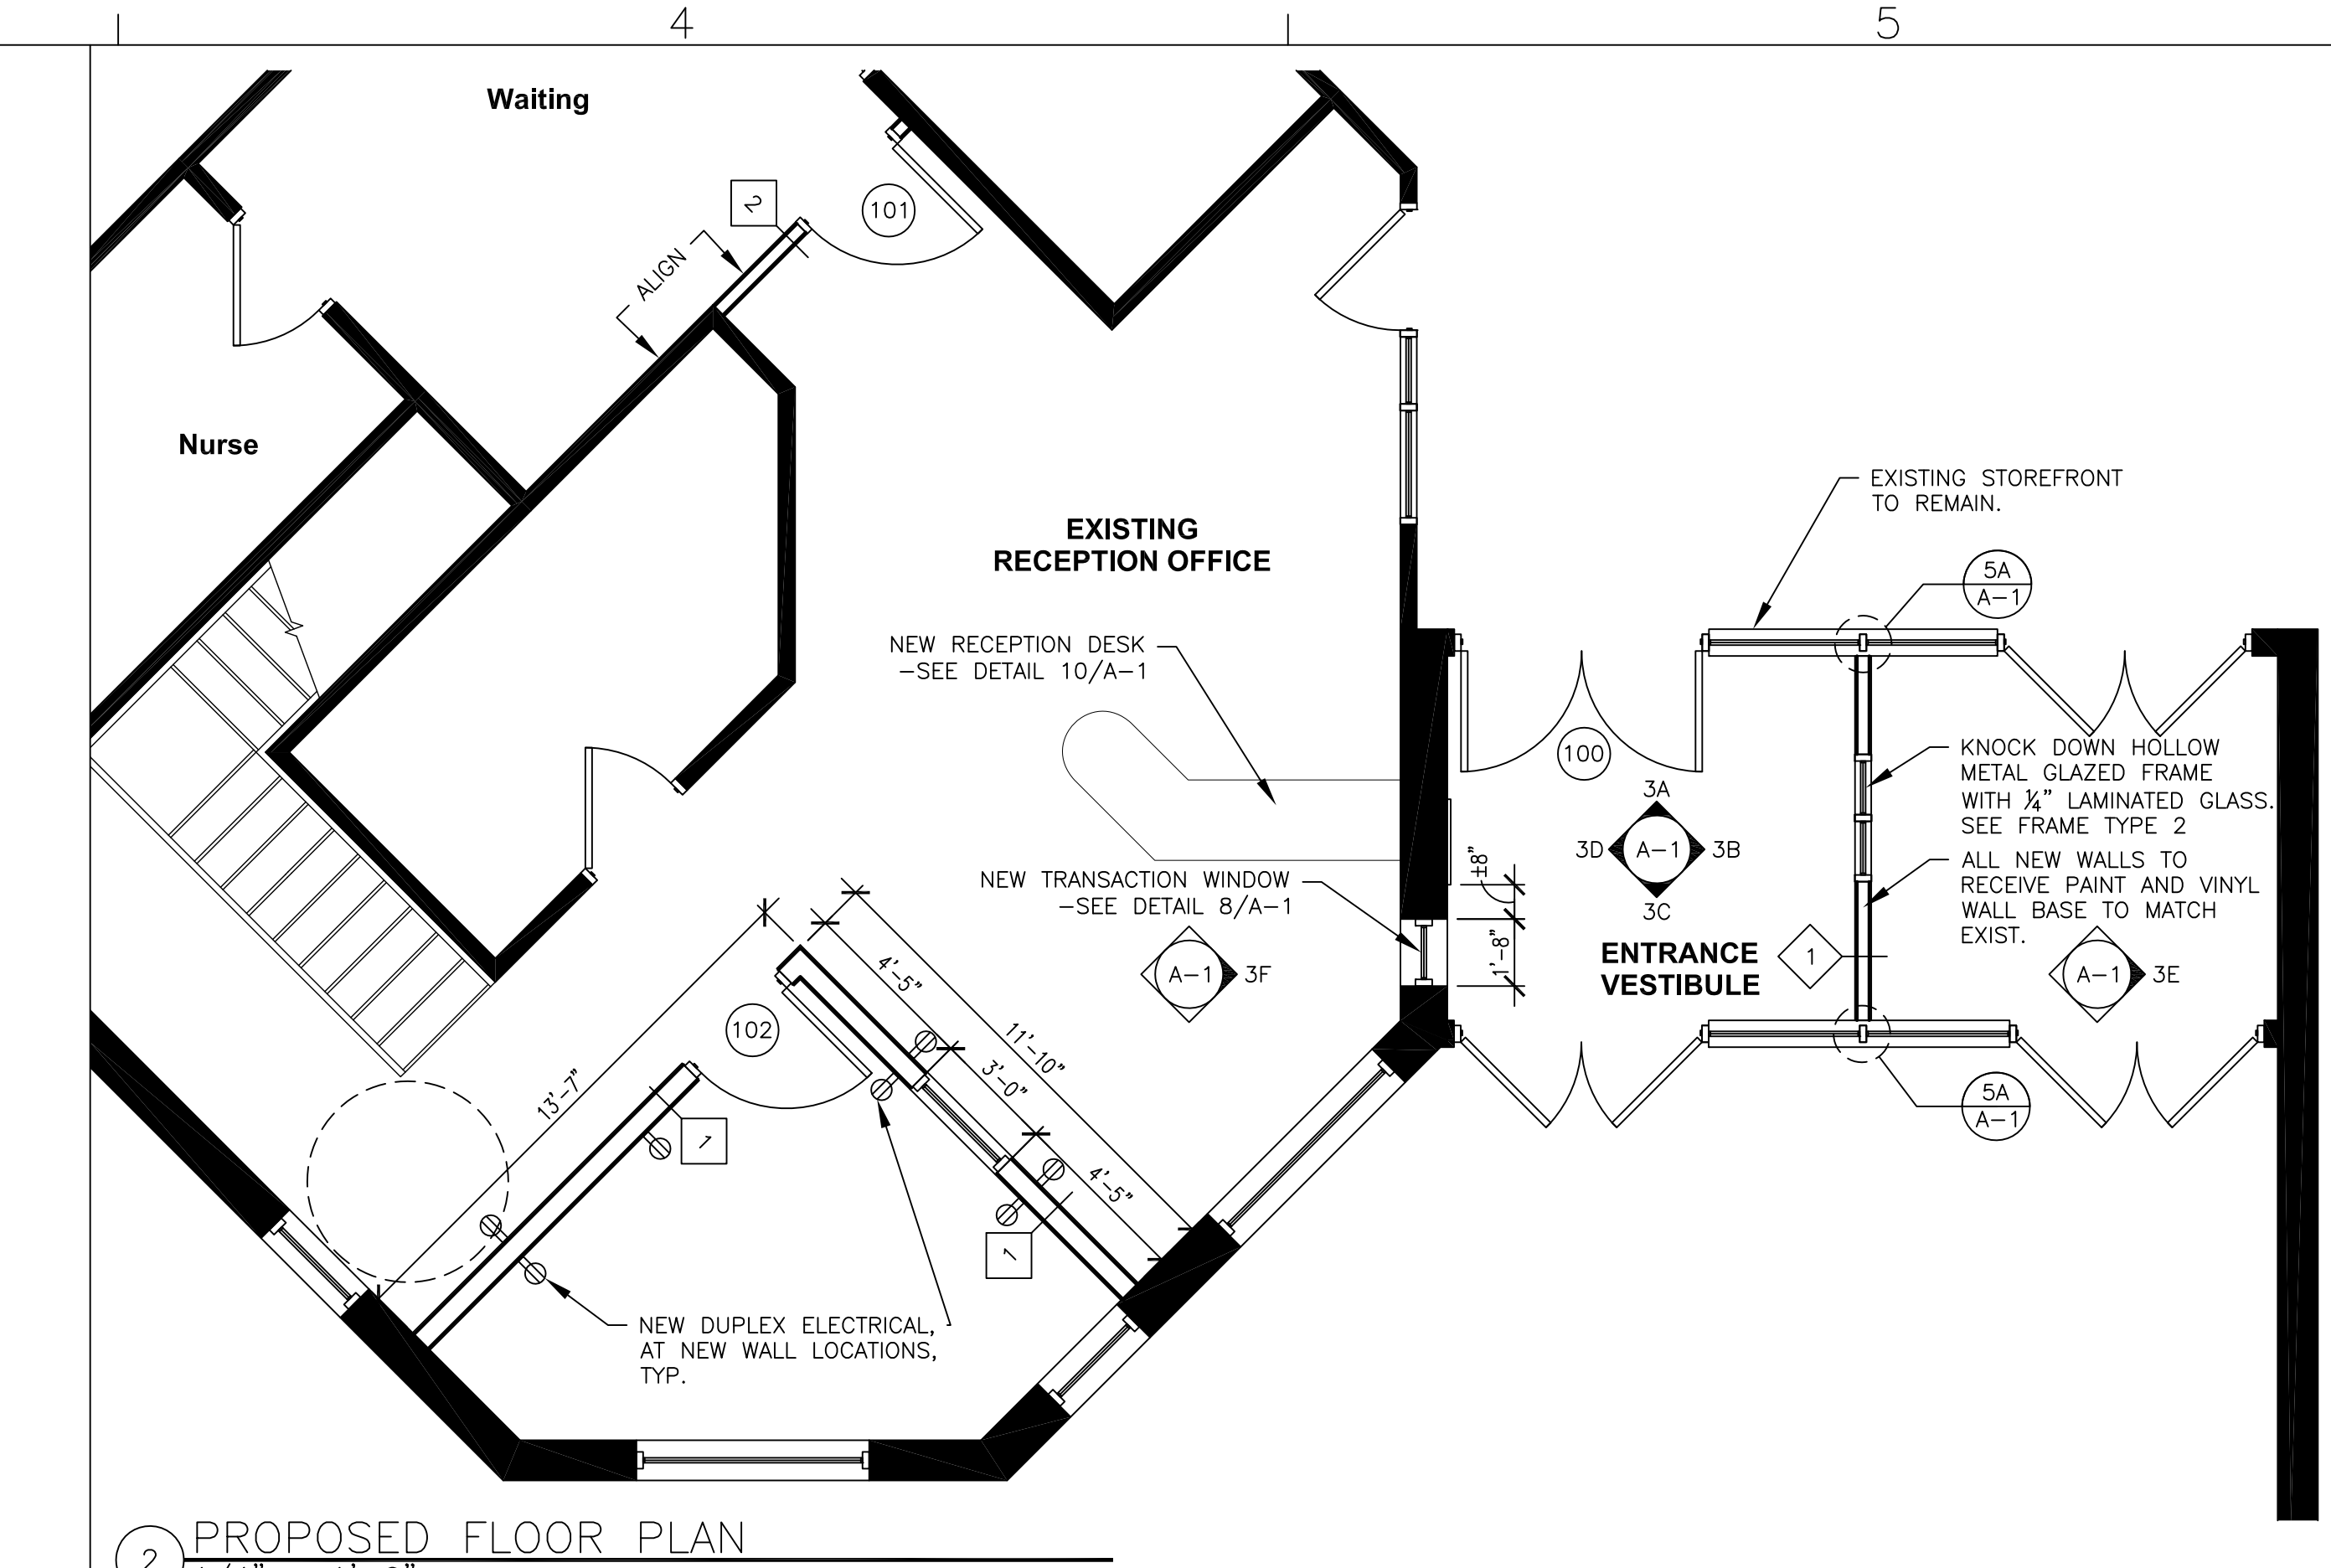 4
5
Waiting
2
101
ALIGN
Nurse
EXISTING
RECEPTION OFFICE
EXISTING STOREFRONT
TO REMAIN.
5A
A-1
NEW RECEPTION DESK
-SEE DETAIL 10/A-1
100
KNOCK DOWN HOLLOW
METAL GLAZED FRAME
WITH ¼" LAMINATED GLASS.
SEE FRAME TYPE 2
3A
3D
A-1
3B
3C
±8"
ALL NEW WALLS TO
RECEIVE PAINT AND VINYL
WALL BASE TO MATCH
EXIST.
NEW TRANSACTION WINDOW
-SEE DETAIL 8/A-1
1'-8"
ENTRANCE
VESTIBULE
1
A-1
3F
A-1
3E
4'-5"
102
11'-10"
3'-0"
13'-7"
5A
A-1
1
4'-5"
1
NEW DUPLEX ELECTRICAL,
AT NEW WALL LOCATIONS,
TYP.
2
PROPOSED FLOOR PLAN